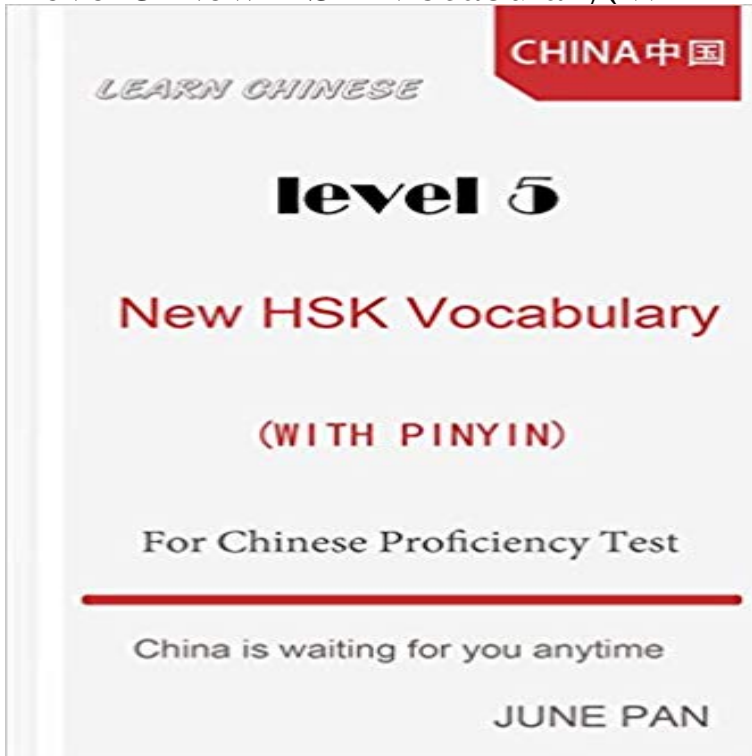 CHINA中国
LEARN CHINESE
level 5
New HSK Vocabulary
(WITH PINYIN)
For Chinese Proficiency Test
China is waiting for you anytime
JUNE PAN